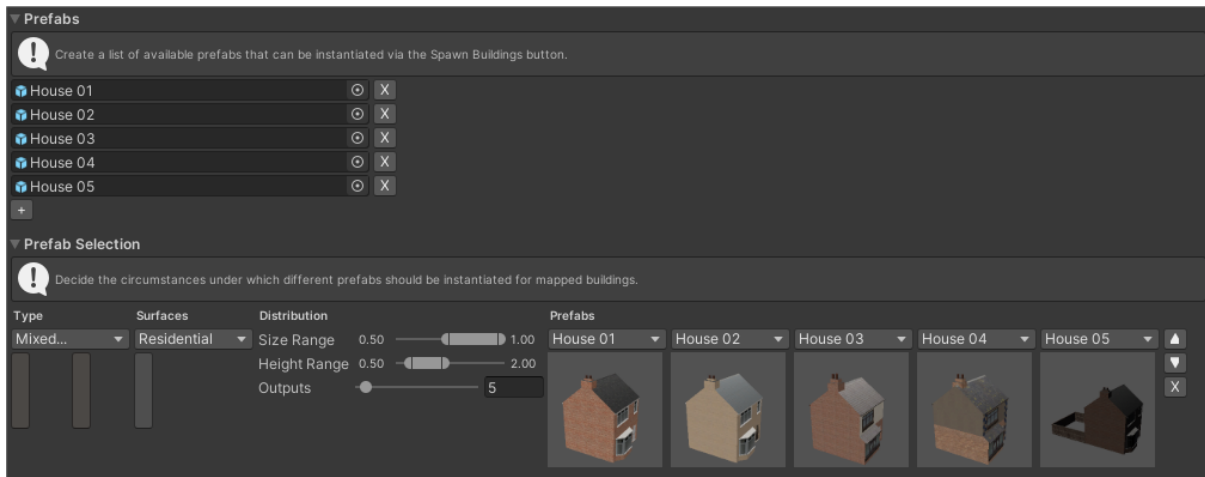 Prefabs
Create a list of available prefabs that can be instantiated via the Spawn Buildings button.
House 01 X
House 02 X
House 03 X
House 04 X
House 05 X
+
Prefab Selection
Decide the circumstances under which different prefabs should be instantiated for mapped buildings.
Type Surfaces Distribution Prefabs
Mixed... Residential Size Range 0.50 1.00 House 01 House 02 House 03 House 04 House 05
Height Range 0.50 2.00
Outputs 5 X